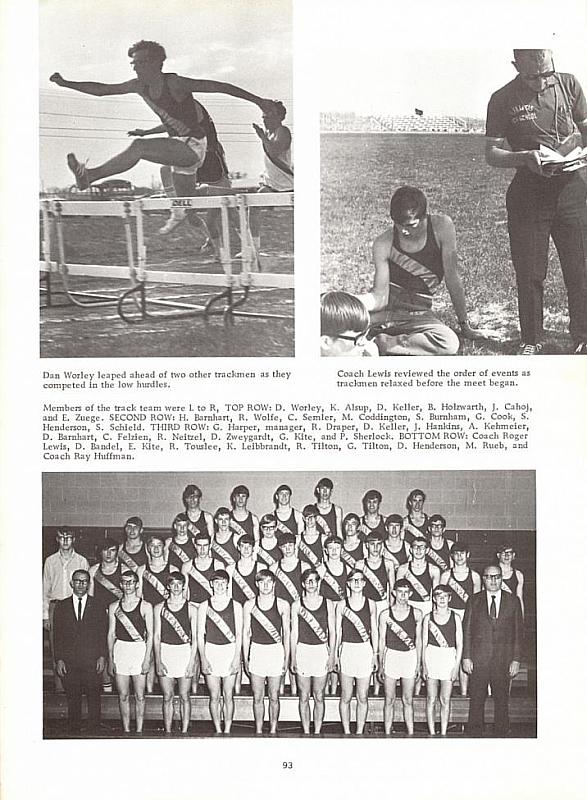 DELL
Dan Worley leaped ahead of two other trackmen as they
competed in the low hurdles.
Coach Lewis reviewed the order of events as
trackmen relaxed before the meet began.
Members of the track team were L to R, TOP ROW: D. Worley, K. Alsup, D. Keller, B. Holzwarth, J. Cahoj,
and E. Zuege. SECOND ROW: H. Barnhart, R. Wolfe, C. Semler, M. Coddington, S. Burnham, G. Cook, S.
Henderson, S. Schield. THIRD ROW: G. Harper, manager, R. Draper, D. Keller, J. Hankins, A. Kehmeier,
D. Barnhart, C. Felzien, R. Neitzel, D. Zweygardt, G. Kite, and P. Sherlock. BOTTOM ROW: Coach Roger
Lewis, D. Bandel, E. Kite, R. Touslee, K. Leibbrandt, R. Tilton, G. Tilton, D. Henderson, M. Rueb, and
Coach Ray Huffman.
93